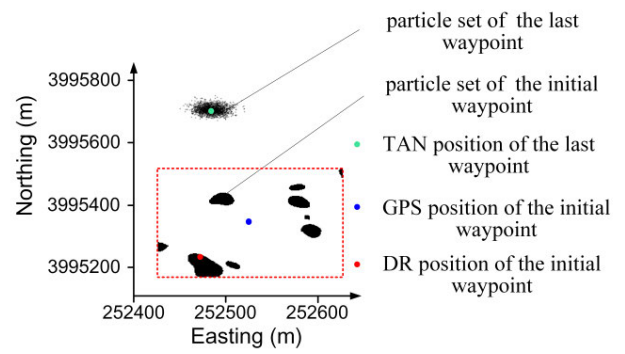 particle set of the last
waypoint
particle set of the initial
waypoint
TAN position of the last
waypoint
GPS position of the initial
waypoint
DR position of the initial
waypoint
Northing (m)
3995800
3995600
3995400
3995200
252400 252500 252600
Easting (m)